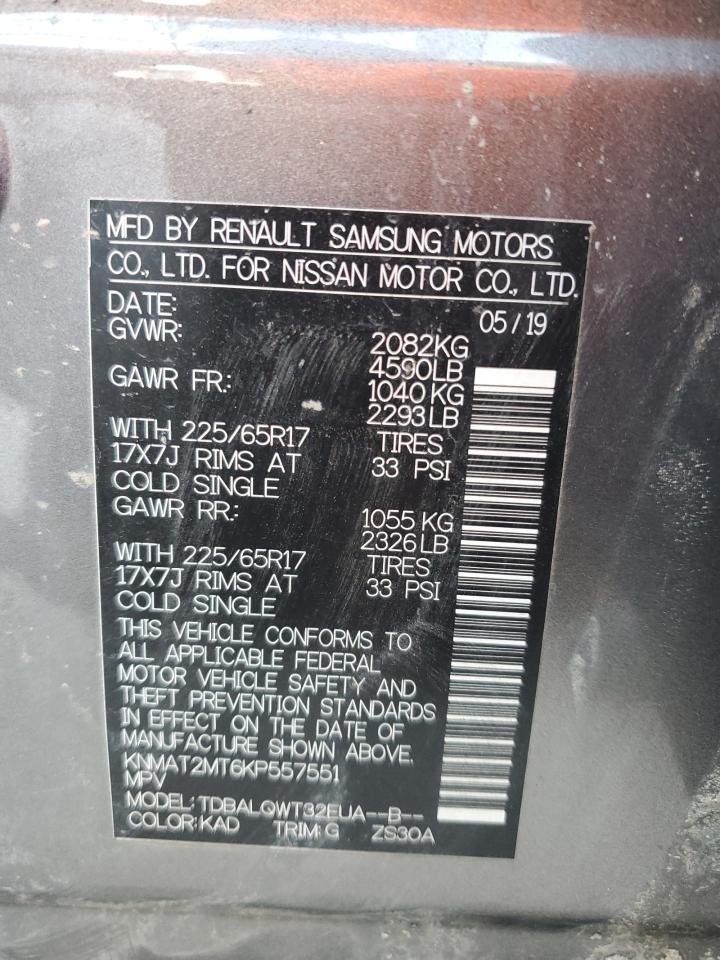 MFD BY RENAULT SAMSUNG MOTORS
CO., LTD. FOR NISSAN MOTOR CO., LTD.
DATE: 05/19
GVWR: 2082KG
4590LB
GAWR FR.: 1040KG
2293LB
WITH 225/65R17 TIRES
17X7J RIMS AT 33 PSI
COLD SINGLE
GAWR RR.: 1055KG
2326LB
WITH 225/65R17 TIRES
17X7J RIMS AT 33 PSI
COLD SINGLE
THIS VEHICLE CONFORMS TO
ALL APPLICABLE FEDERAL
MOTOR VEHICLE SAFETY AND
THEFT PREVENTION STANDARDS
IN EFFECT ON THE DATE OF
MANUFACTURE SHOWN ABOVE.
KNMAT2MT6KP557551
MPV
MODEL:TDBALQWT32EUA--B--
COLOR:KAD TRIM:G ZS30A